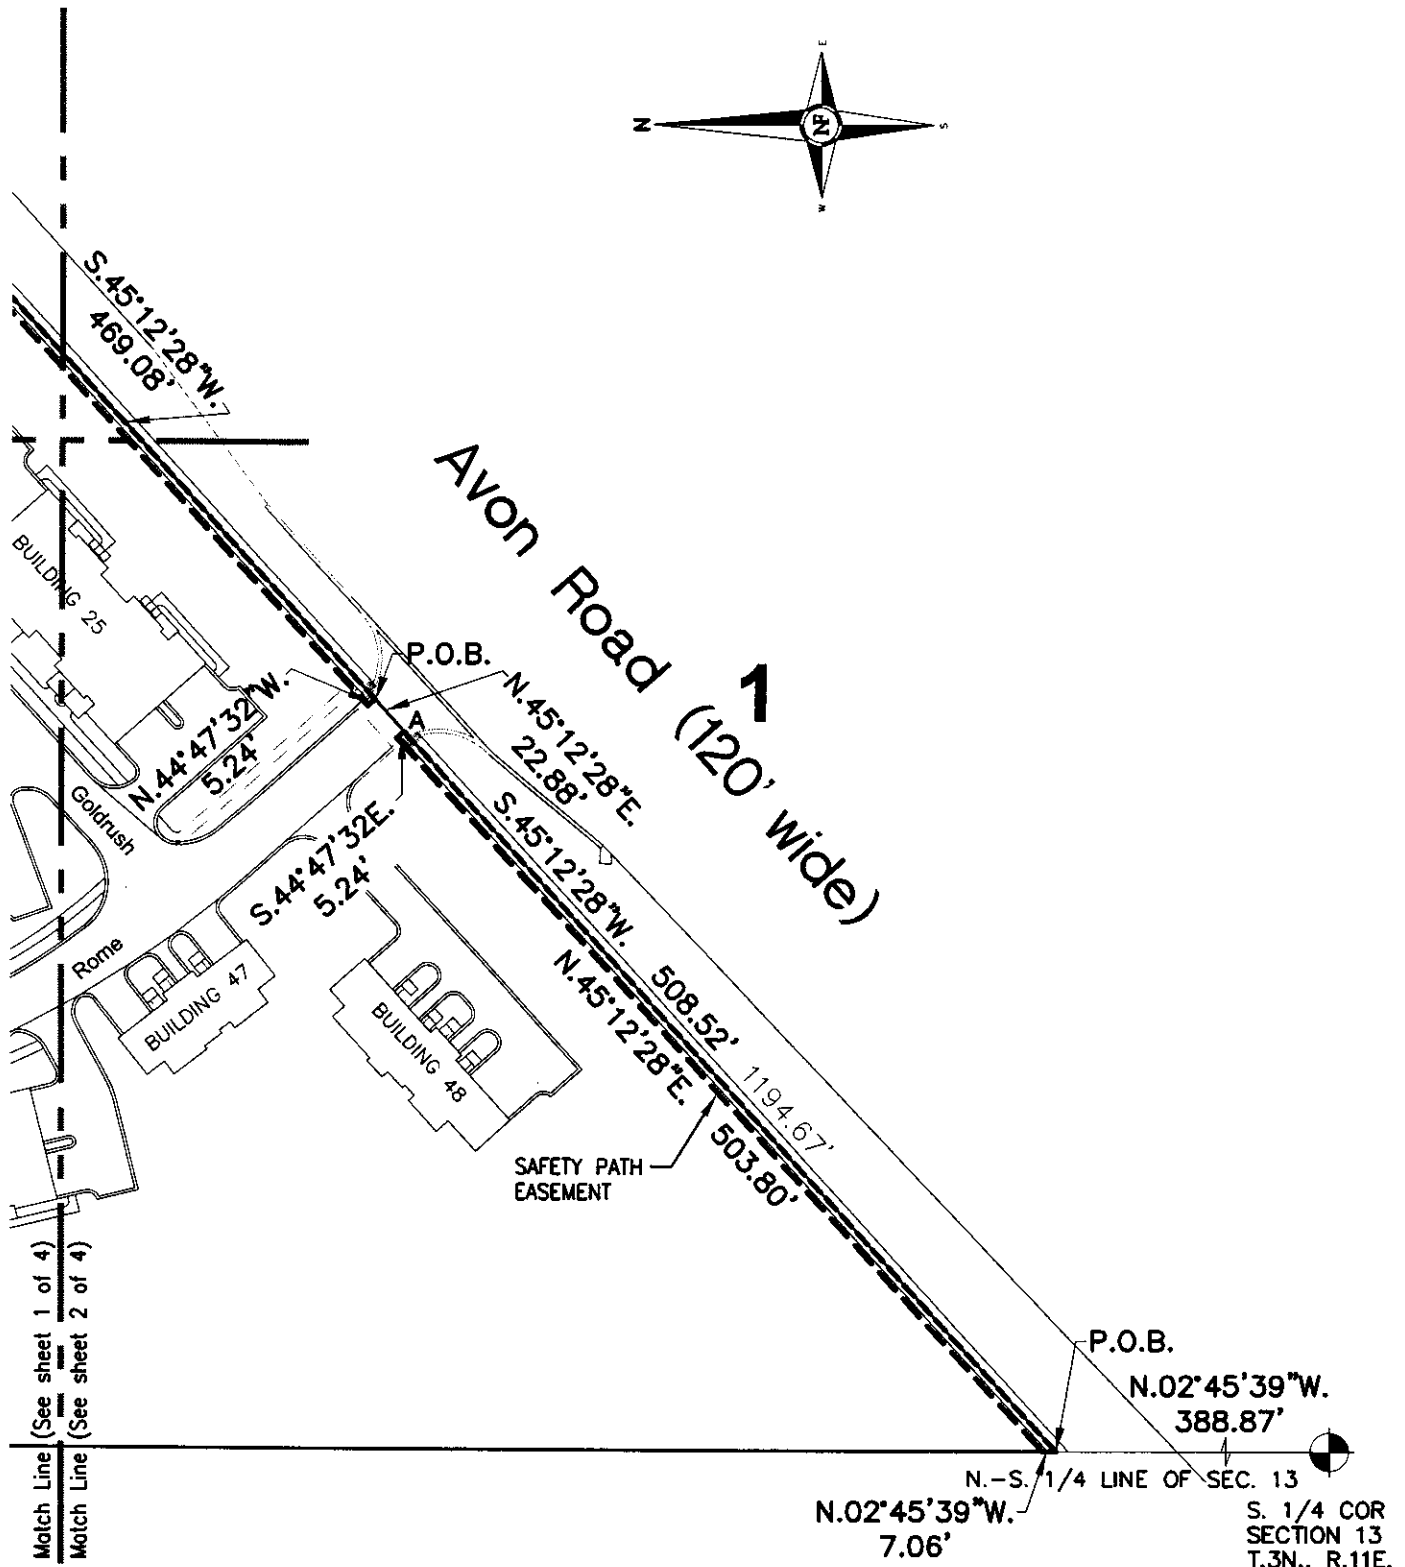 E
N
NF
S
W
S.45°12'28"W.
469.08'
Avon Road (120' wide)
1
BUILDING 25
P.O.B.
N.44°47'32"W.
5.24'
A
N.45°12'28"E.
22.88'
Goldrush
S.44°47'32E.
5.24'
S.45°12'28"W.
508.52'
Rome
BUILDING 47
BUILDING 48
N.45°12'28"E.
503.80'
1194.67'
SAFETY PATH
EASEMENT
Match Line (See sheet 1 of 4)
Match Line (See sheet 2 of 4)
P.O.B.
N.02°45'39"W.
388.87'
N.-S. 1/4 LINE OF SEC. 13
N.02°45'39"W.
7.06'
S. 1/4 COR
SECTION 13
T.3N., R.11E.